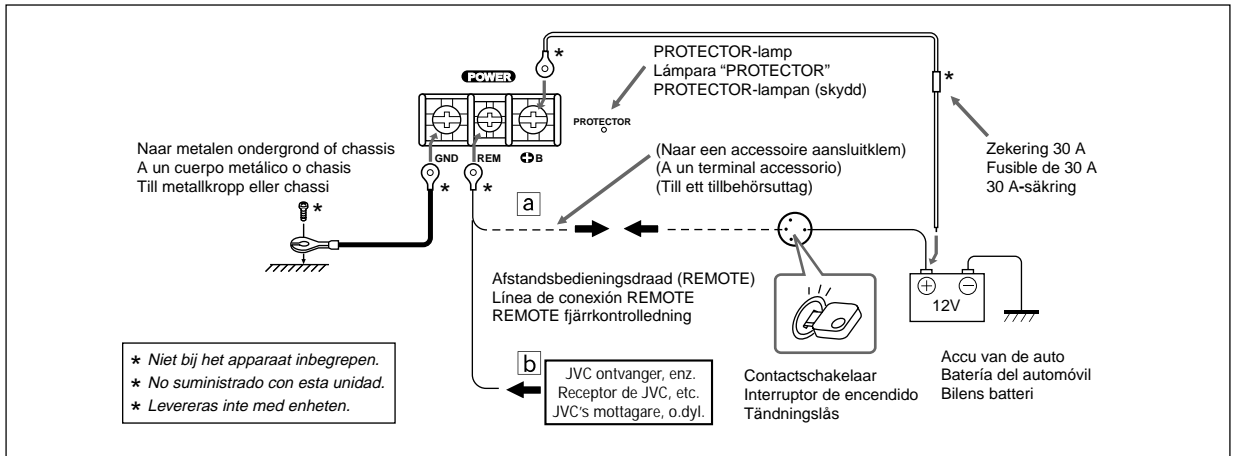 PROTECTOR-lamp
Lámpara “PROTECTOR”
PROTECTOR-lampan (skydd)
*
*
POWER
PROTECTOR
Naar metalen ondergrond of chassis
A un cuerpo metálico o chasis
Till metallkropp eller chassi
(Naar een accessoire aansluitklem)
(A un terminal accessorio)
(Till ett tillbehörsuttag)
Zekering 30 A
Fusible de 30 A
30 A-säkring
GND
REM
B
*
*
*
a
Afstandsbedieningsdraad (REMOTE)
Línea de conexión REMOTE
REMOTE fjärrkontrolledning
+ −
12V
* Niet bij het apparaat inbegrepen.
* No suministrado con esta unidad.
* Levereras inte med enheten.
b
JVC ontvanger, enz.
Receptor de JVC, etc.
JVC's mottagare, o.dyl.
Contactschakelaar
Interruptor de encendido
Tändningslås
Accu van de auto
Batería del automóvil
Bilens batteri